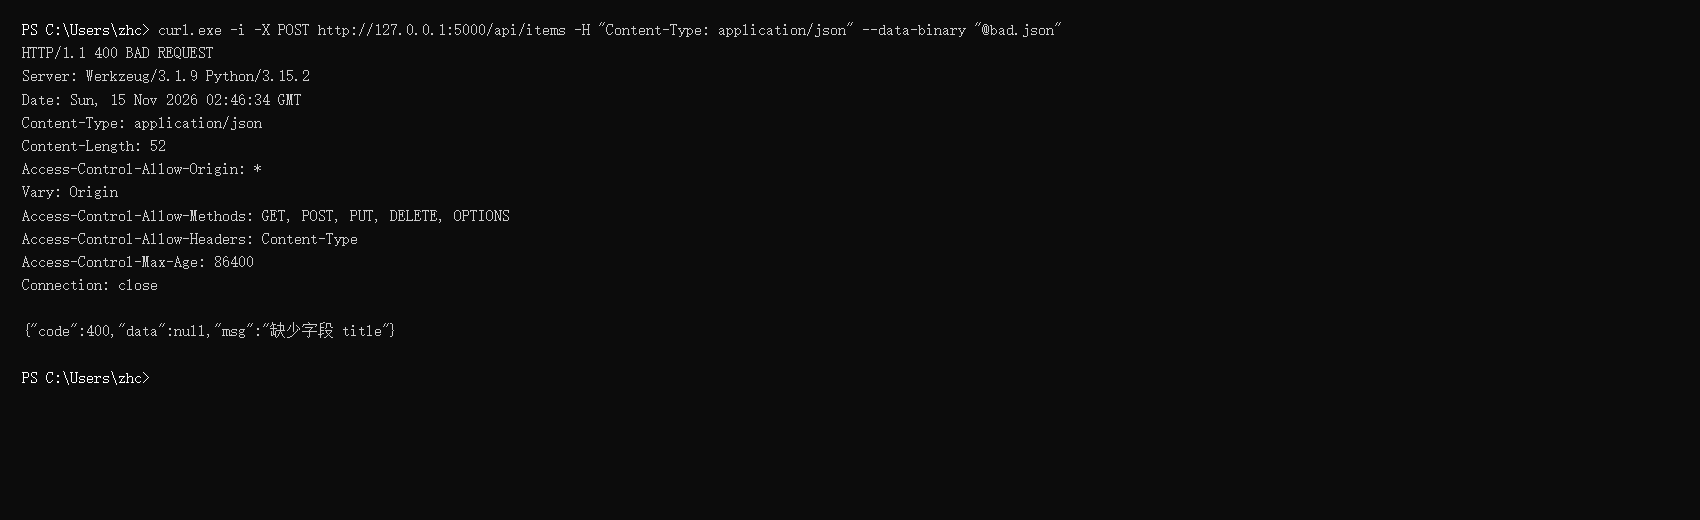 PS C:\Users\zhc> curl.exe -i -X POST http://127.0.0.1:5000/api/items -H "Content-Type: application/json" --data-binary "@bad.json"
HTTP/1.1 400 BAD REQUEST
Server: Werkzeug/3.1.9 Python/3.15.2
Date: Sun, 15 Nov 2026 02:46:34 GMT
Content-Type: application/json
Content-Length: 52
Access-Control-Allow-Origin: *
Vary: Origin
Access-Control-Allow-Methods: GET, POST, PUT, DELETE, OPTIONS
Access-Control-Allow-Headers: Content-Type
Access-Control-Max-Age: 86400
Connection: close
{"code":400,"data":null,"msg":"缺少字段 title"}
PS C:\Users\zhc>